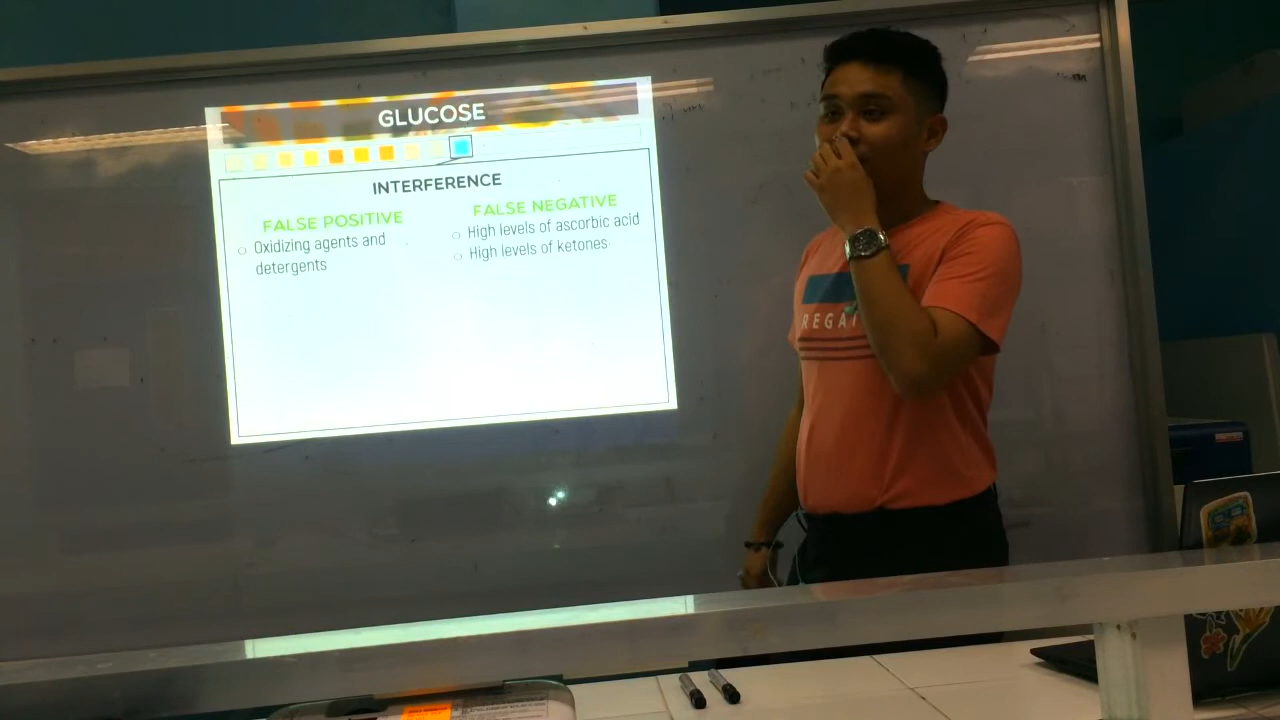 GLUCOSE
INTERFERENCE
FALSE POSITIVE
○ Oxidizing agents and
detergents
FALSE NEGATIVE
○ High levels of ascorbic acid
○ High levels of ketones